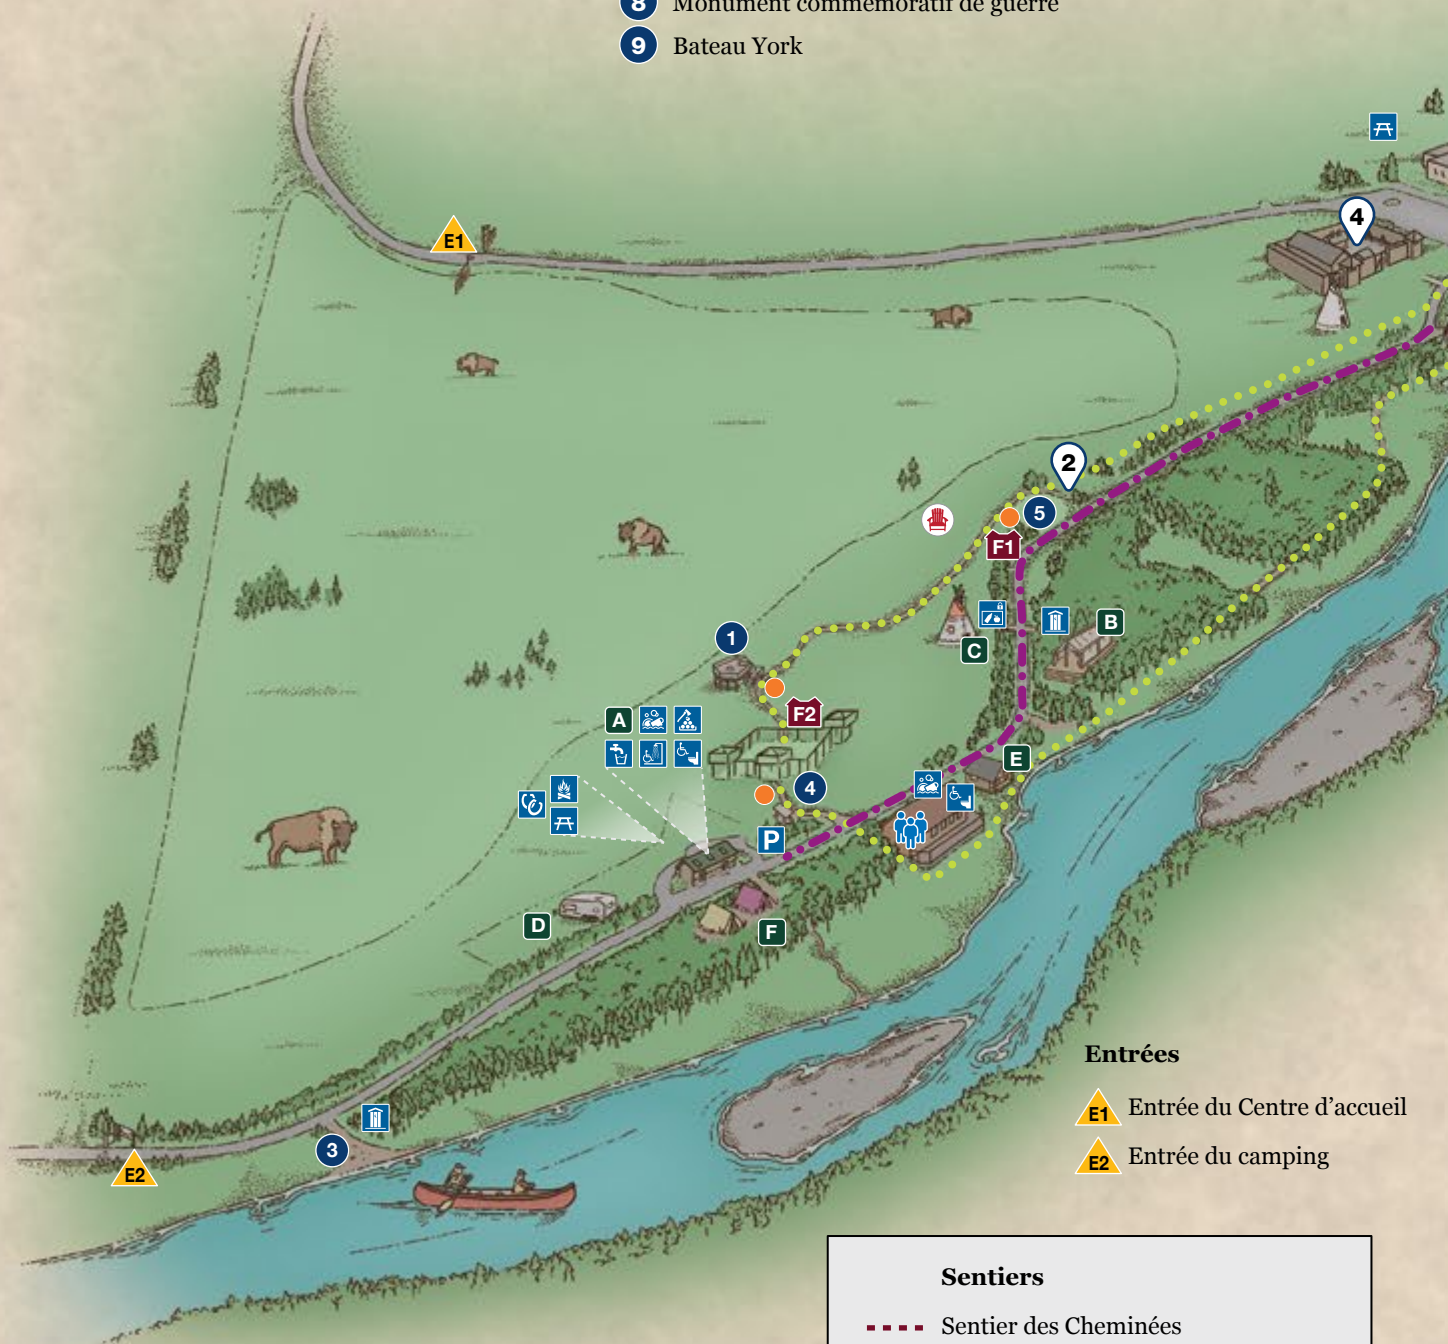 8 Monument commémoratif de guerre
9 Bateau York
E1
4
2
5
F1
C
B
1
F2
A
4
E
P
D
F
3
E2
Entrées
E1 Entrée du Centre d'accueil
E2 Entrée du camping
Sentiers
Sentier des Cheminées